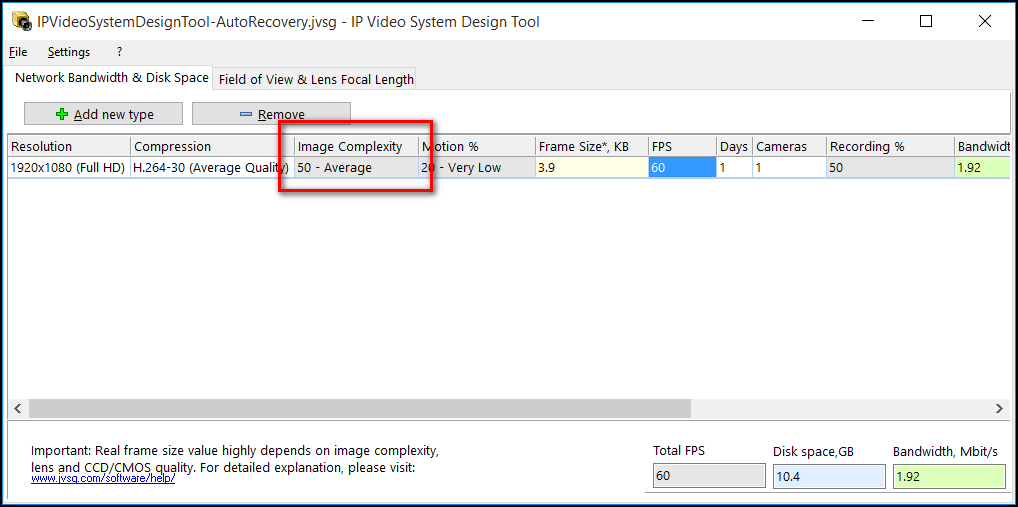 IPVideoSystemDesignTool-AutoRecovery.jvsg - IP Video System Design Tool
File Settings ?
Network Bandwidth & Disk Space Field of View & Lens Focal Length
Add new type Remove
Resolution Compression Image Complexity Motion % Frame Size*, KB FPS Days Cameras Recording % Bandwidt
1920x1080 (Full HD) H.264-30 (Average Quality) 50 - Average 20 - Very Low 3.9 60 1 1 50 1.92
Important: Real frame size value highly depends on image complexity,
lens and CCD/CMOS quality. For detailed explanation, please visit:
www.jvsg.com/software/help/
Total FPS Disk space,GB Bandwidth, Mbit/s
60 10.4 1.92